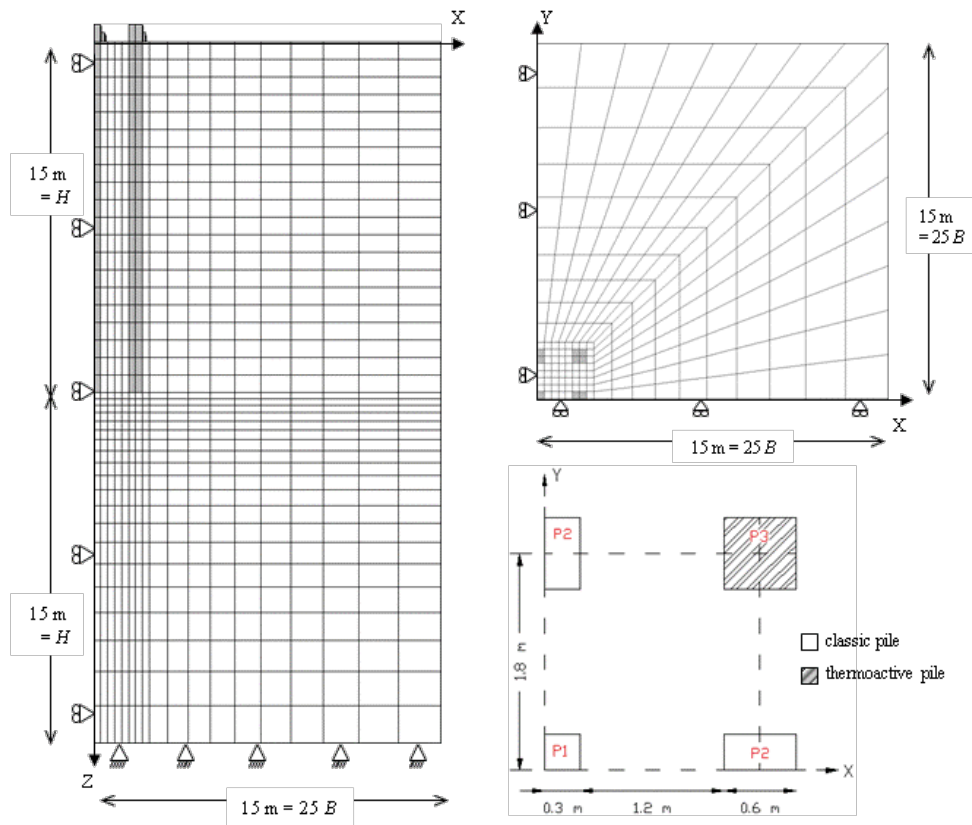 X
15 m
= H
15 m
= H
Z
15 m = 25 B
Y
15 m
= 25 B
X
15 m = 25 B
Y
P2
P3
1.8 m
classic pile
thermoactive pile
P1
P2
X
0.3 m
1.2 m
0.6 m